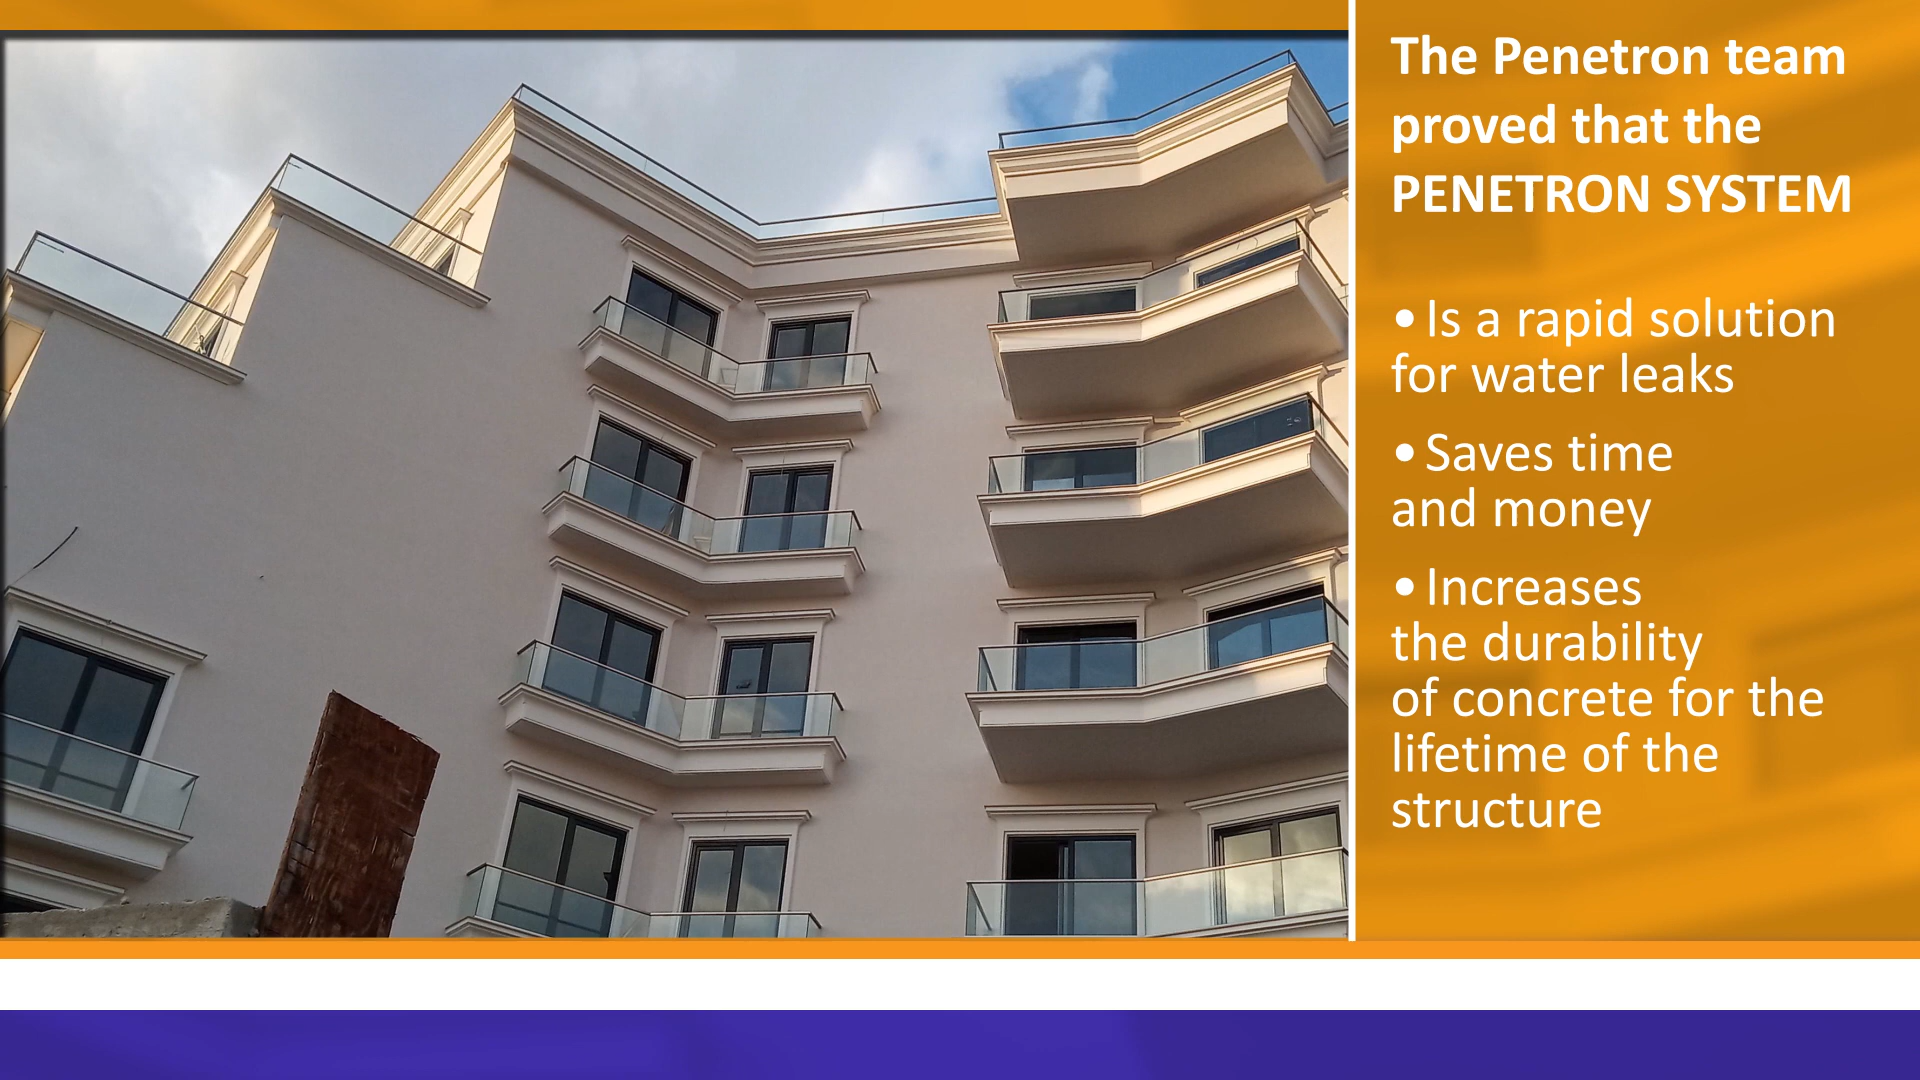 The Penetron team
proved that the
PENETRON SYSTEM
•Is a rapid solution
for water leaks
•Saves time
and money
•Increases
the durability
of concrete for the
lifetime of the
structure